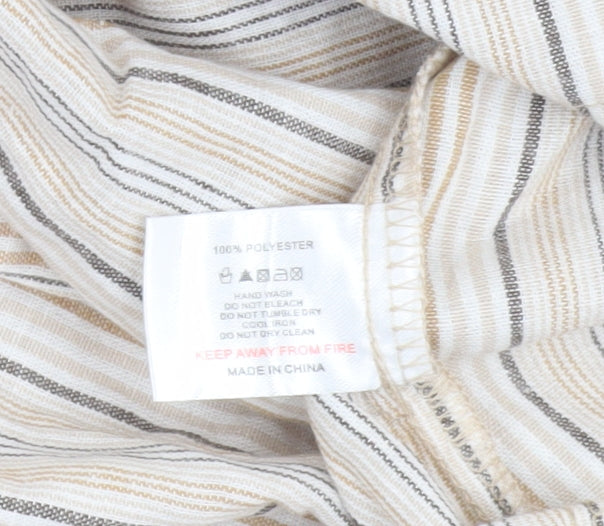 100% POLYESTER
HAND WASH
DO NOT BLEACH
DO NOT TUMBLE DRY
COOL IRON
DO NOT DRY CLEAN
KEEP AWAY FROM FIRE
MADE IN CHINA